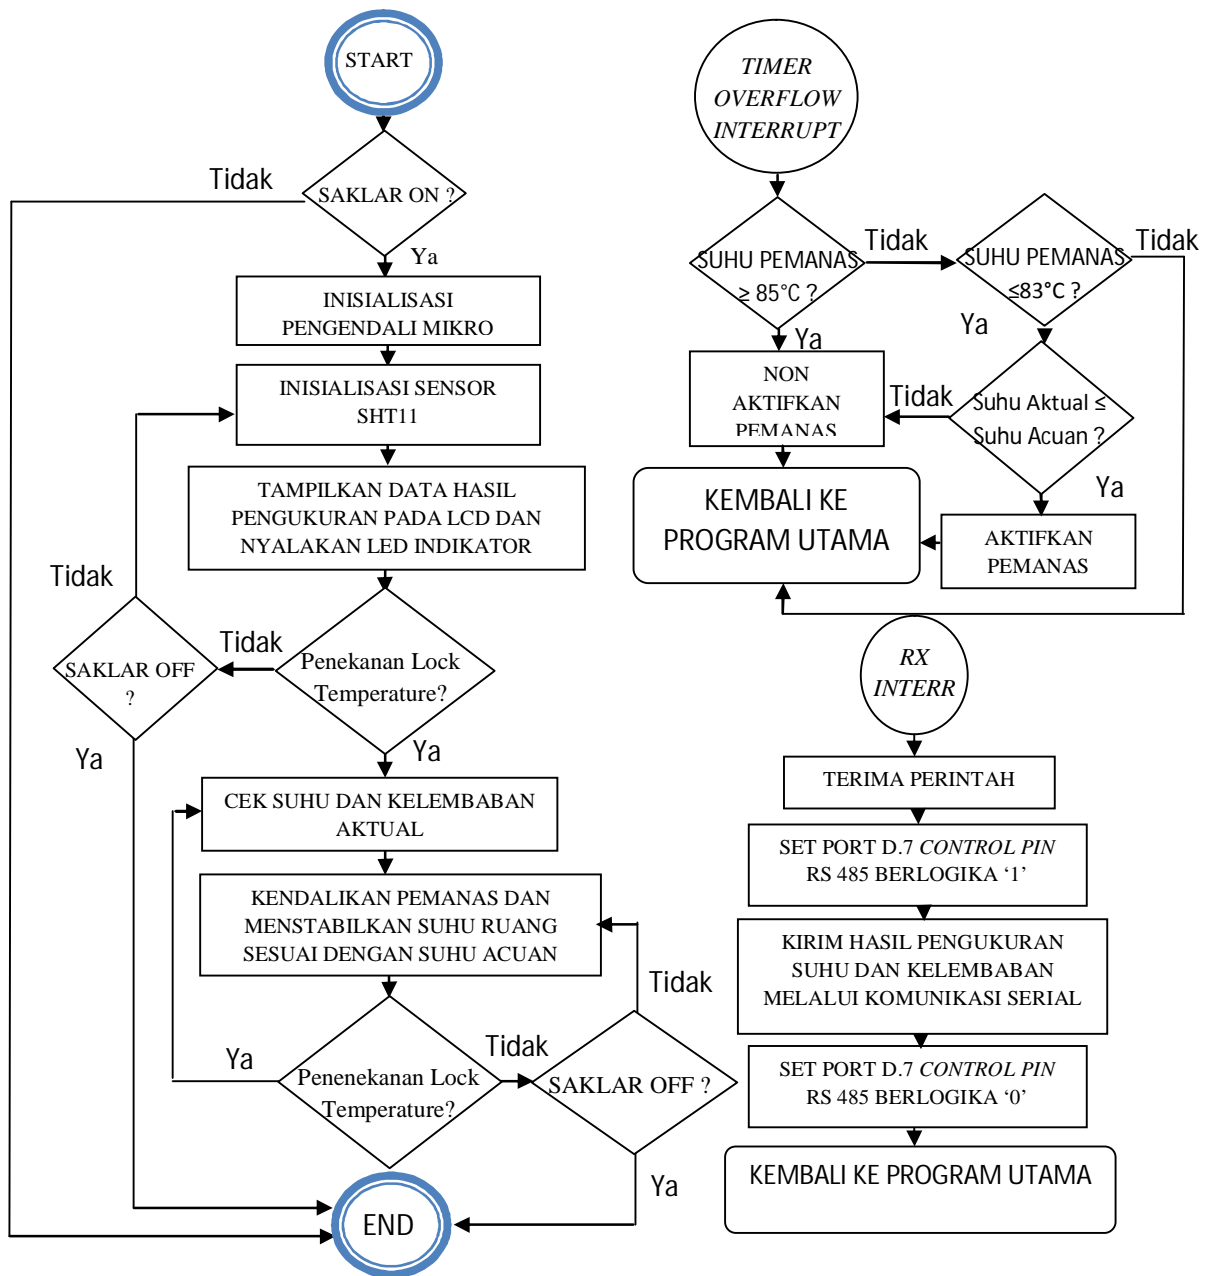 START
SAKLAR ON ?
Tidak
Ya
INISIALISASI
PENGENDALI MIKRO
INISIALISASI SENSOR
SHT11
TAMPILKAN DATA HASIL
PENGUKURAN PADA LCD DAN
NYALAKAN LED INDIKATOR
Tidak
Tidak
SAKLAR OFF
?
Penekanan Lock
Temperature?
Ya
Ya
CEK SUHU DAN KELEMBABAN
AKTUAL
KENDALIKAN PEMANAS DAN
MENSTABILKAN SUHU RUANG
SESUAI DENGAN SUHU ACUAN
Tidak
Ya
Tidak
Penenekanan Lock
Temperature?
SAKLAR OFF ?
Ya
END
TIMER
OVERFLOW
INTERRUPT
SUHU PEMANAS
≥ 85°C ?
Tidak
SUHU PEMANAS
≤83°C ?
Tidak
Ya
Ya
NON
AKTIFKAN
PEMANAS
Tidak
Suhu Aktual ≤
Suhu Acuan ?
Ya
KEMBALI KE
PROGRAM UTAMA
AKTIFKAN
PEMANAS
RX
INTERR
TERIMA PERINTAH
SET PORT D.7 CONTROL PIN
RS 485 BERLOGIKA ‘1’
KIRIM HASIL PENGUKURAN
SUHU DAN KELEMBABAN
MELALUI KOMUNIKASI SERIAL
SET PORT D.7 CONTROL PIN
RS 485 BERLOGIKA ‘0’
KEMBALI KE PROGRAM UTAMA